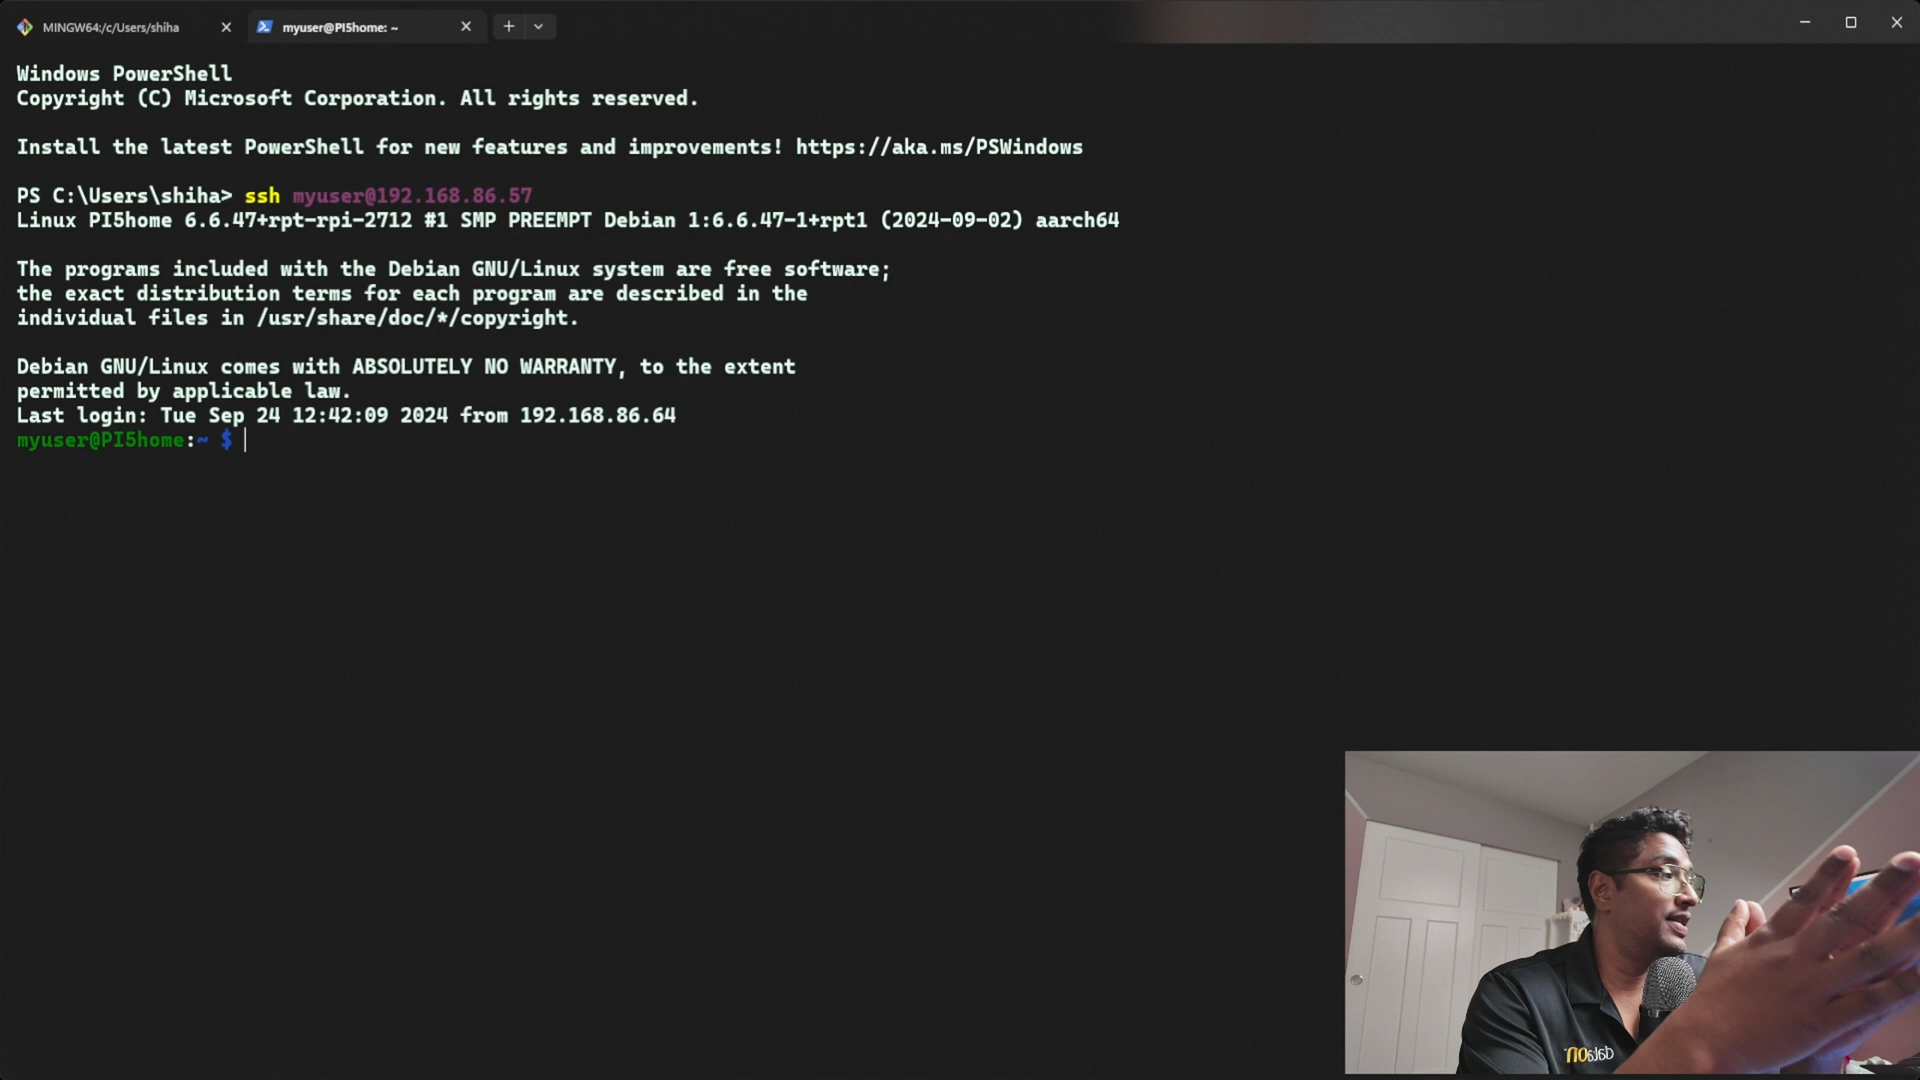 MINGW64:/c/Users/shiha
myuser@PI5home: ~
Windows PowerShell
Copyright (C) Microsoft Corporation. All rights reserved.
Install the latest PowerShell for new features and improvements! https://aka.ms/PSWindows
PS C:\Users\shiha> ssh myuser@192.168.86.57
Linux PI5home 6.6.47+rpt-rpi-2712 #1 SMP PREEMPT Debian 1:6.6.47-1+rpt1 (2024-09-02) aarch64
The programs included with the Debian GNU/Linux system are free software;
the exact distribution terms for each program are described in the
individual files in /usr/share/doc/*/copyright.
Debian GNU/Linux comes with ABSOLUTELY NO WARRANTY, to the extent
permitted by applicable law.
Last login: Tue Sep 24 12:42:09 2024 from 192.168.86.64
myuser@PI5home:~ $
dataON